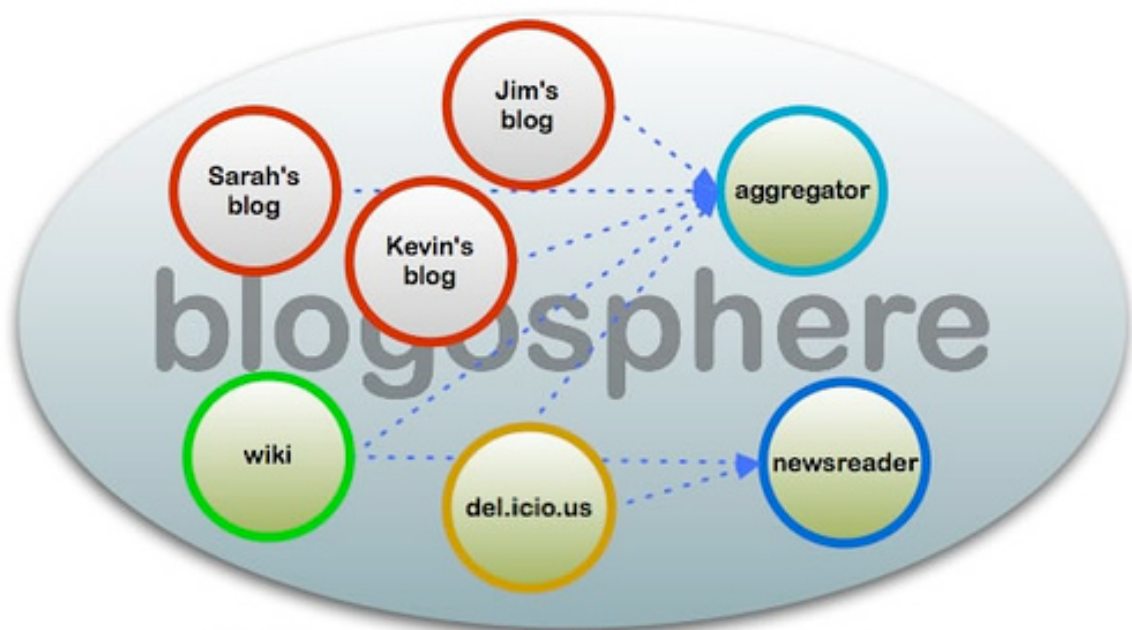 Jim's
blog
Sarah's
blog
aggregator
Kevin's
blog
blogosphere
wiki
newsreader
del.icio.us